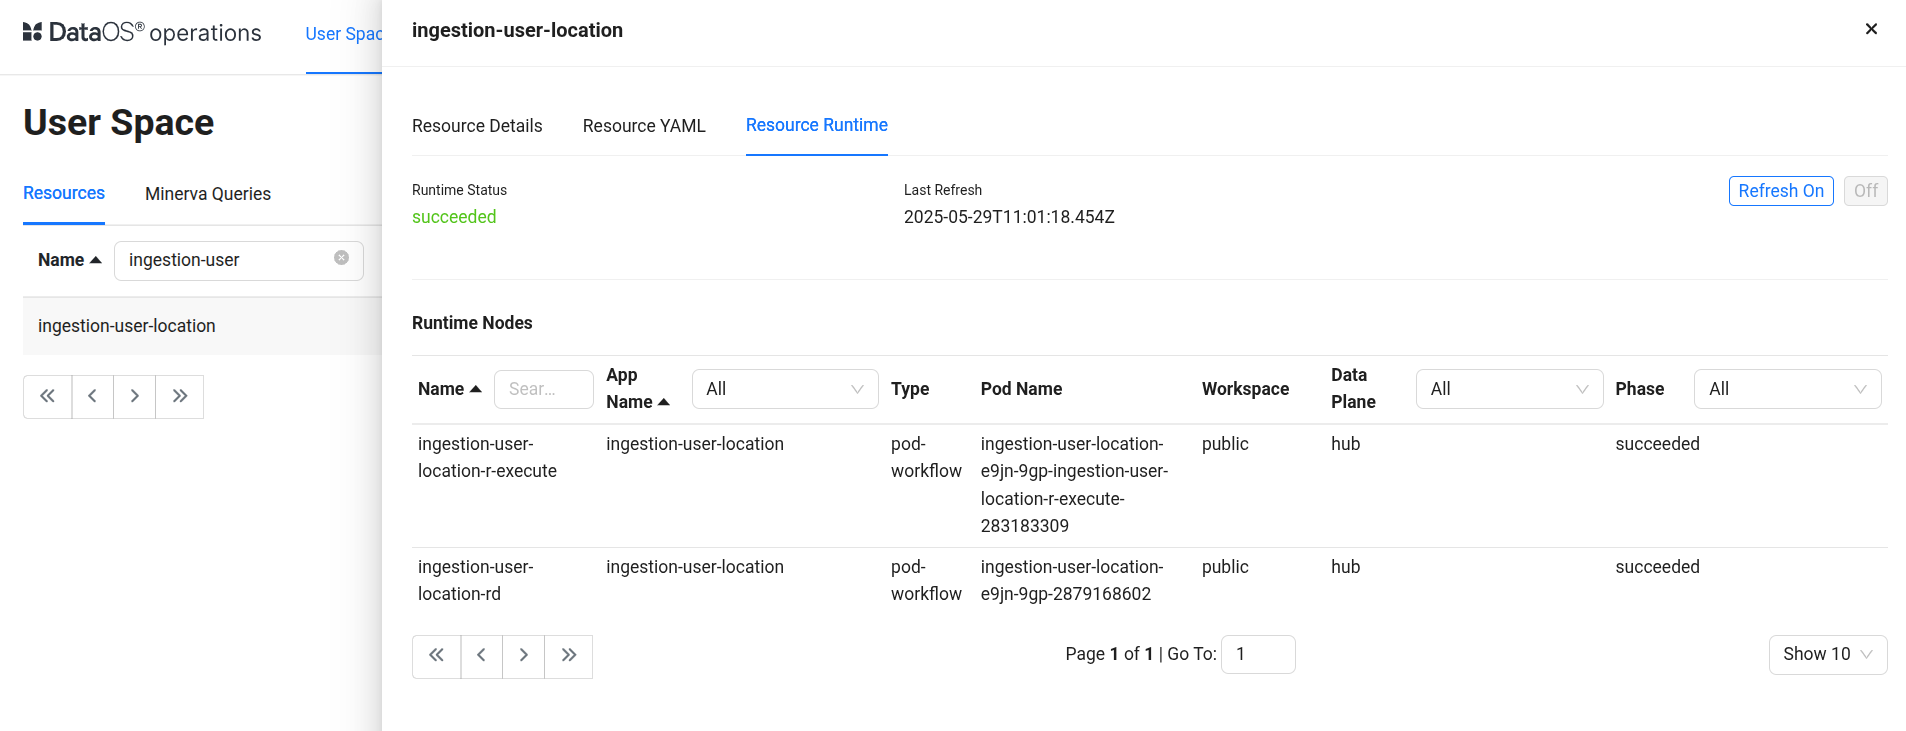 DataOS® operations
User Spac
User Space
Resources
Minerva Queries
Name
ingestion-user
ingestion-user-location
ingestion-user-location
Resource Details
Resource YAML
Resource Runtime
Runtime Status
succeeded
Last Refresh
2025-05-29T11:01:18.454Z
Refresh On
Off
Runtime Nodes
Name
Sear...
App
Name
All
Type
Pod Name
Workspace
Data
Plane
All
Phase
All
ingestion-user-
location-r-execute
ingestion-user-location
pod-
workflow
ingestion-user-location-
e9jn-9gp-ingestion-user-
location-r-execute-
283183309
public
hub
succeeded
ingestion-user-
location-rd
ingestion-user-location
pod-
workflow
ingestion-user-location-
e9jn-9gp-2879168602
public
hub
succeeded
Page 1 of 1 | Go To: 1
Show 10